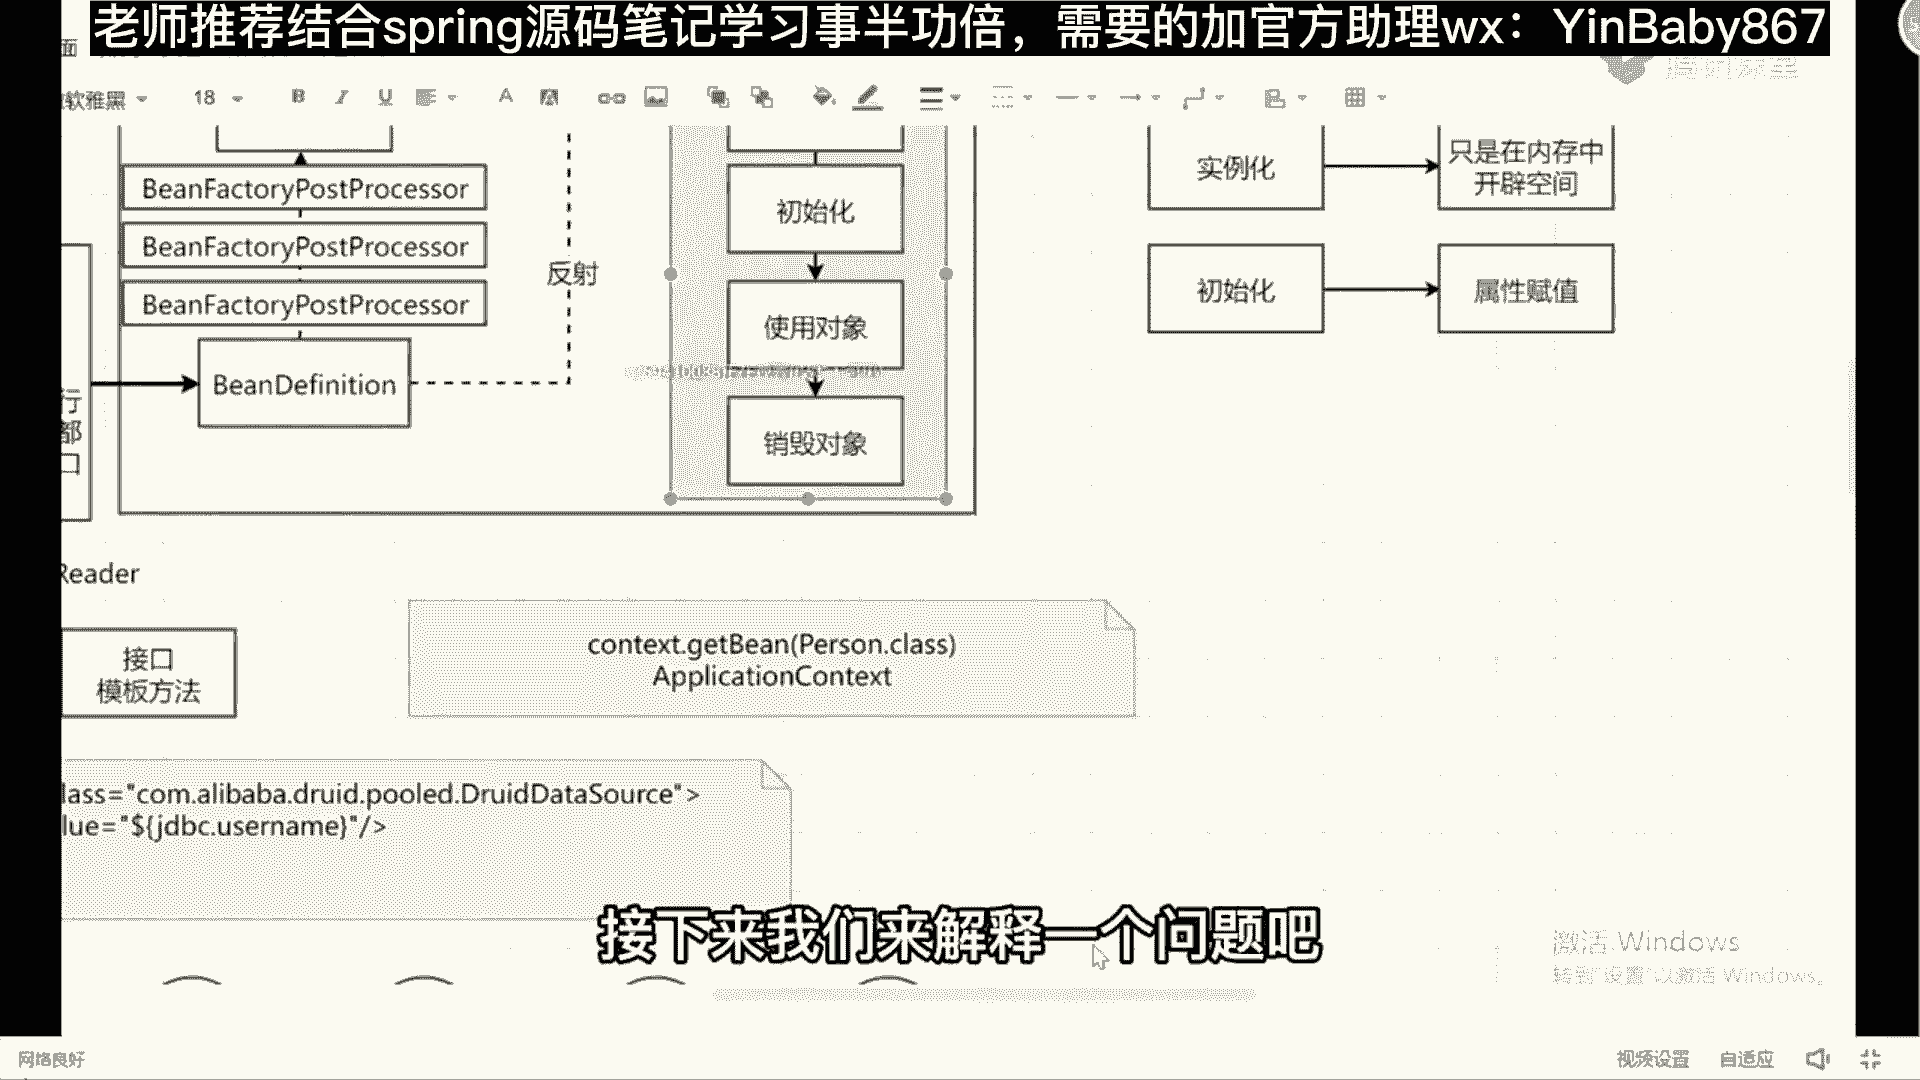 老师推荐结合spring源码笔记学习事半功倍，需要的加官方助理wx：YinBaby867
面
腾讯课堂
软雅黑
18
B
I
U
A
BeanFactoryPostProcessor
BeanFactoryPostProcessor
BeanFactoryPostProcessor
BeanDefinition
反射
行
都
口
初始化
使用对象
销毁对象
实例化
只是在内存中
开辟空间
初始化
属性赋值
Reader
接口
模板方法
context.getBean(Person.class)
ApplicationContext
lass="com.alibaba.druid.pooled.DruidDataSource">
lue="${jdbc.username}"/>
接下来我们来解释一个问题吧
激活 Windows
转到"设置"以激活 Windows。
网络良好
视频设置
自适应